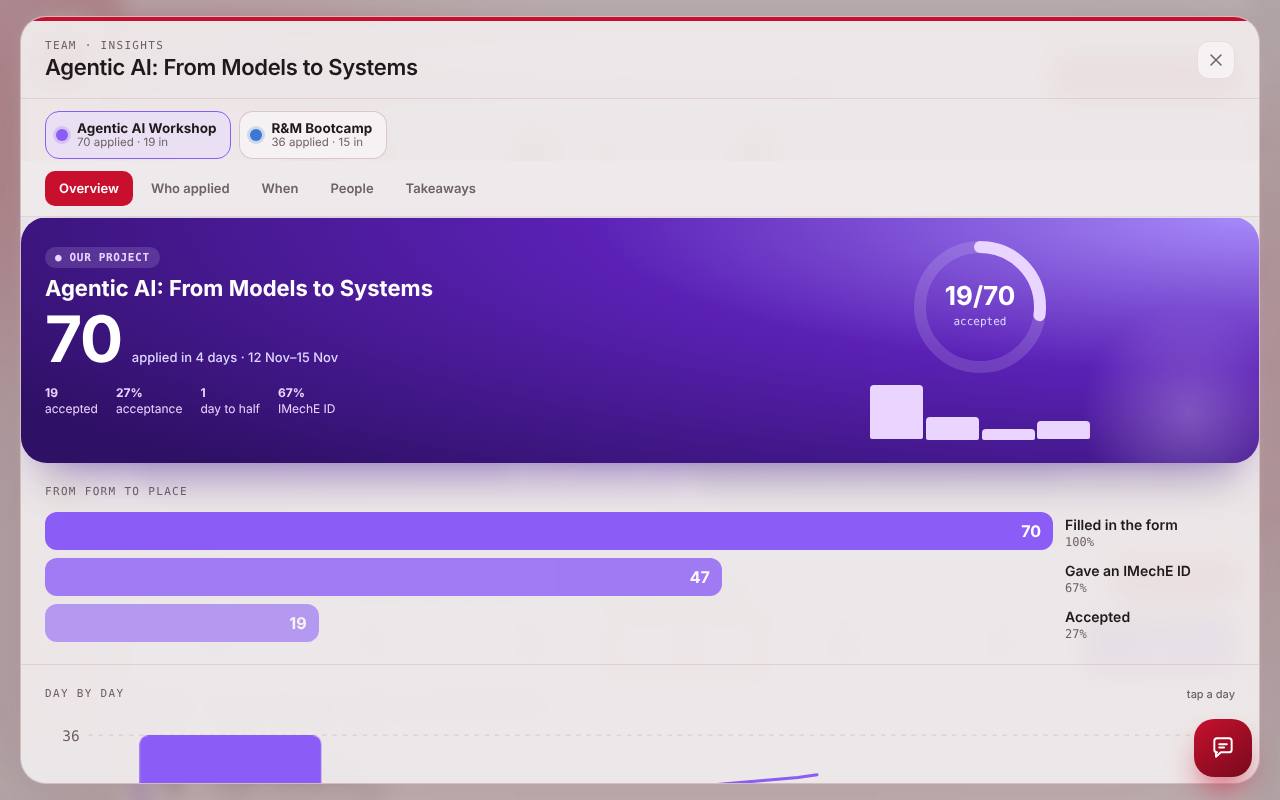 TEAM · INSIGHTS
Agentic AI: From Models to Systems
Agentic AI Workshop
70 applied · 19 in
R&M Bootcamp
36 applied · 15 in
Overview
Who applied
When
People
Takeaways
OUR PROJECT
Agentic AI: From Models to Systems
70 applied in 4 days · 12 Nov–15 Nov
19 accepted
27% acceptance
1 day to half
67% IMechE ID
19/70
accepted
FROM FORM TO PLACE
70
Filled in the form
100%
47
Gave an IMechE ID
67%
19
Accepted
27%
DAY BY DAY
tap a day
36